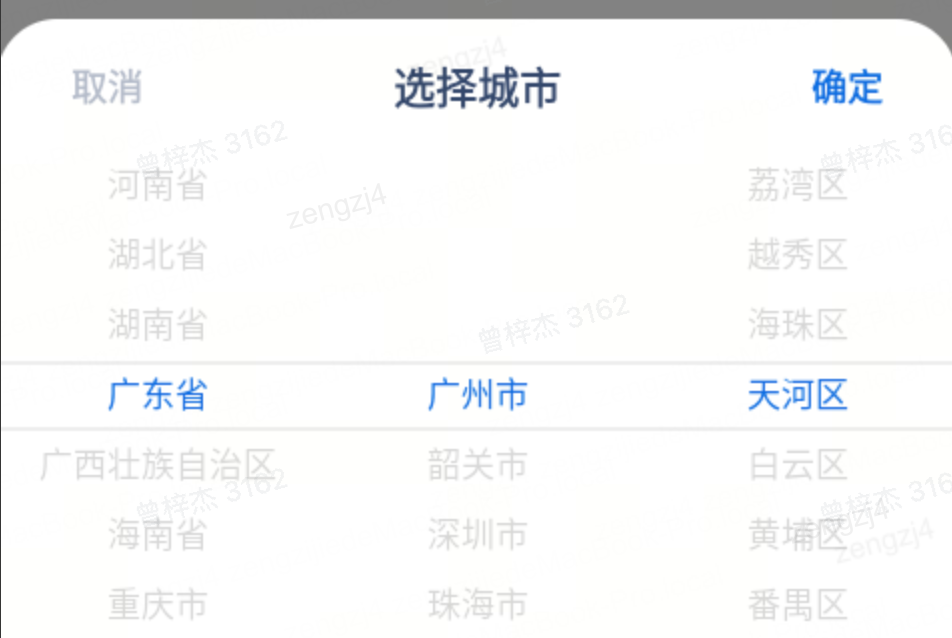 zengzj4
取消 选择城市 确定
曾梓杰 3162 曾梓杰 316
河南省 荔湾区
zengzj4
湖北省 越秀区
湖南省 海珠区
曾梓杰 3162
广东省 广州市 天河区
广西壮族自治区 韶关市 白云区
曾梓杰 3162 曾梓杰 316
zengzj4
海南省 深圳市 黄埔区
zengzj4
重庆市 珠海市 番禺区